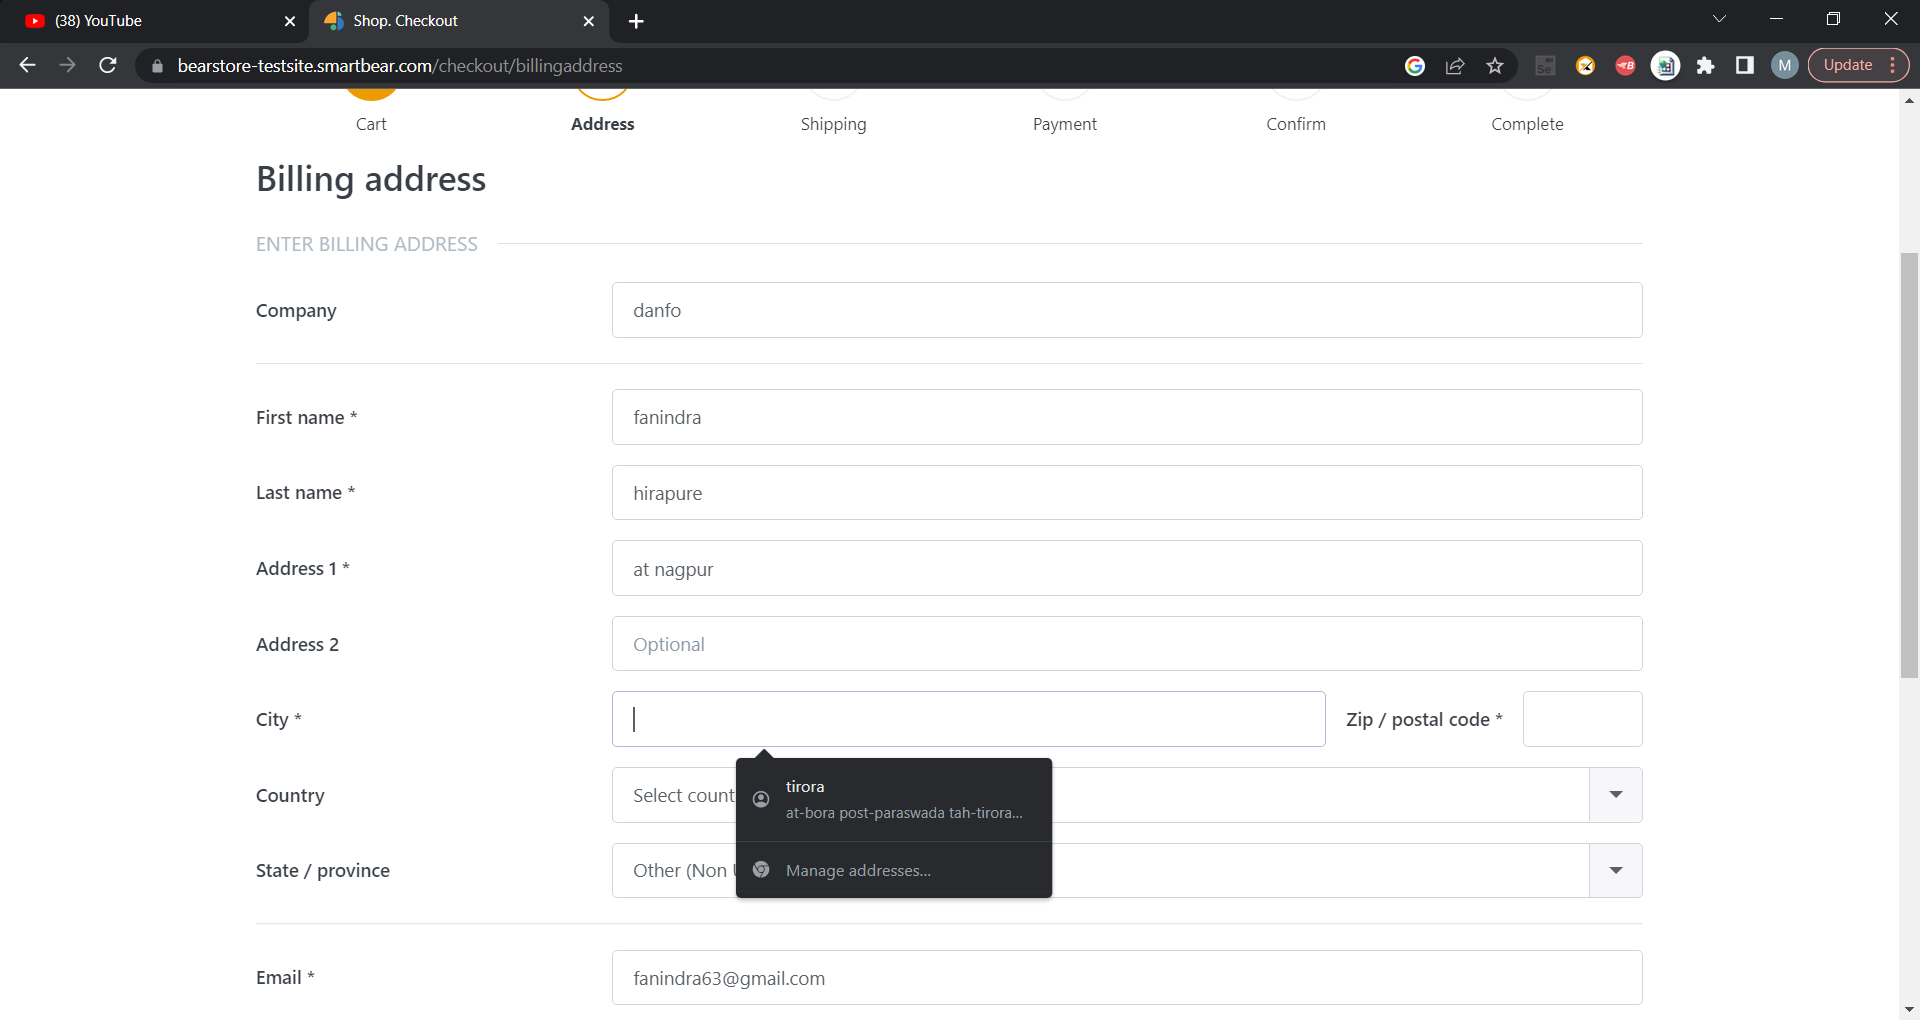 (38) YouTube
Shop. Checkout
bearstore-testsite.smartbear.com/checkout/billingaddress
Se
B
M
Update
Cart
Address
Shipping
Payment
Confirm
Complete
Billing address
ENTER BILLING ADDRESS
Company
danfo
First name *
fanindra
Last name *
hirapure
Address 1 *
at nagpur
Address 2
Optional
City *
Zip / postal code *
tirora
at-bora post-paraswada tah-tirora...
Manage addresses...
Country
Select count
State / province
Other (Non U
Email *
fanindra63@gmail.com